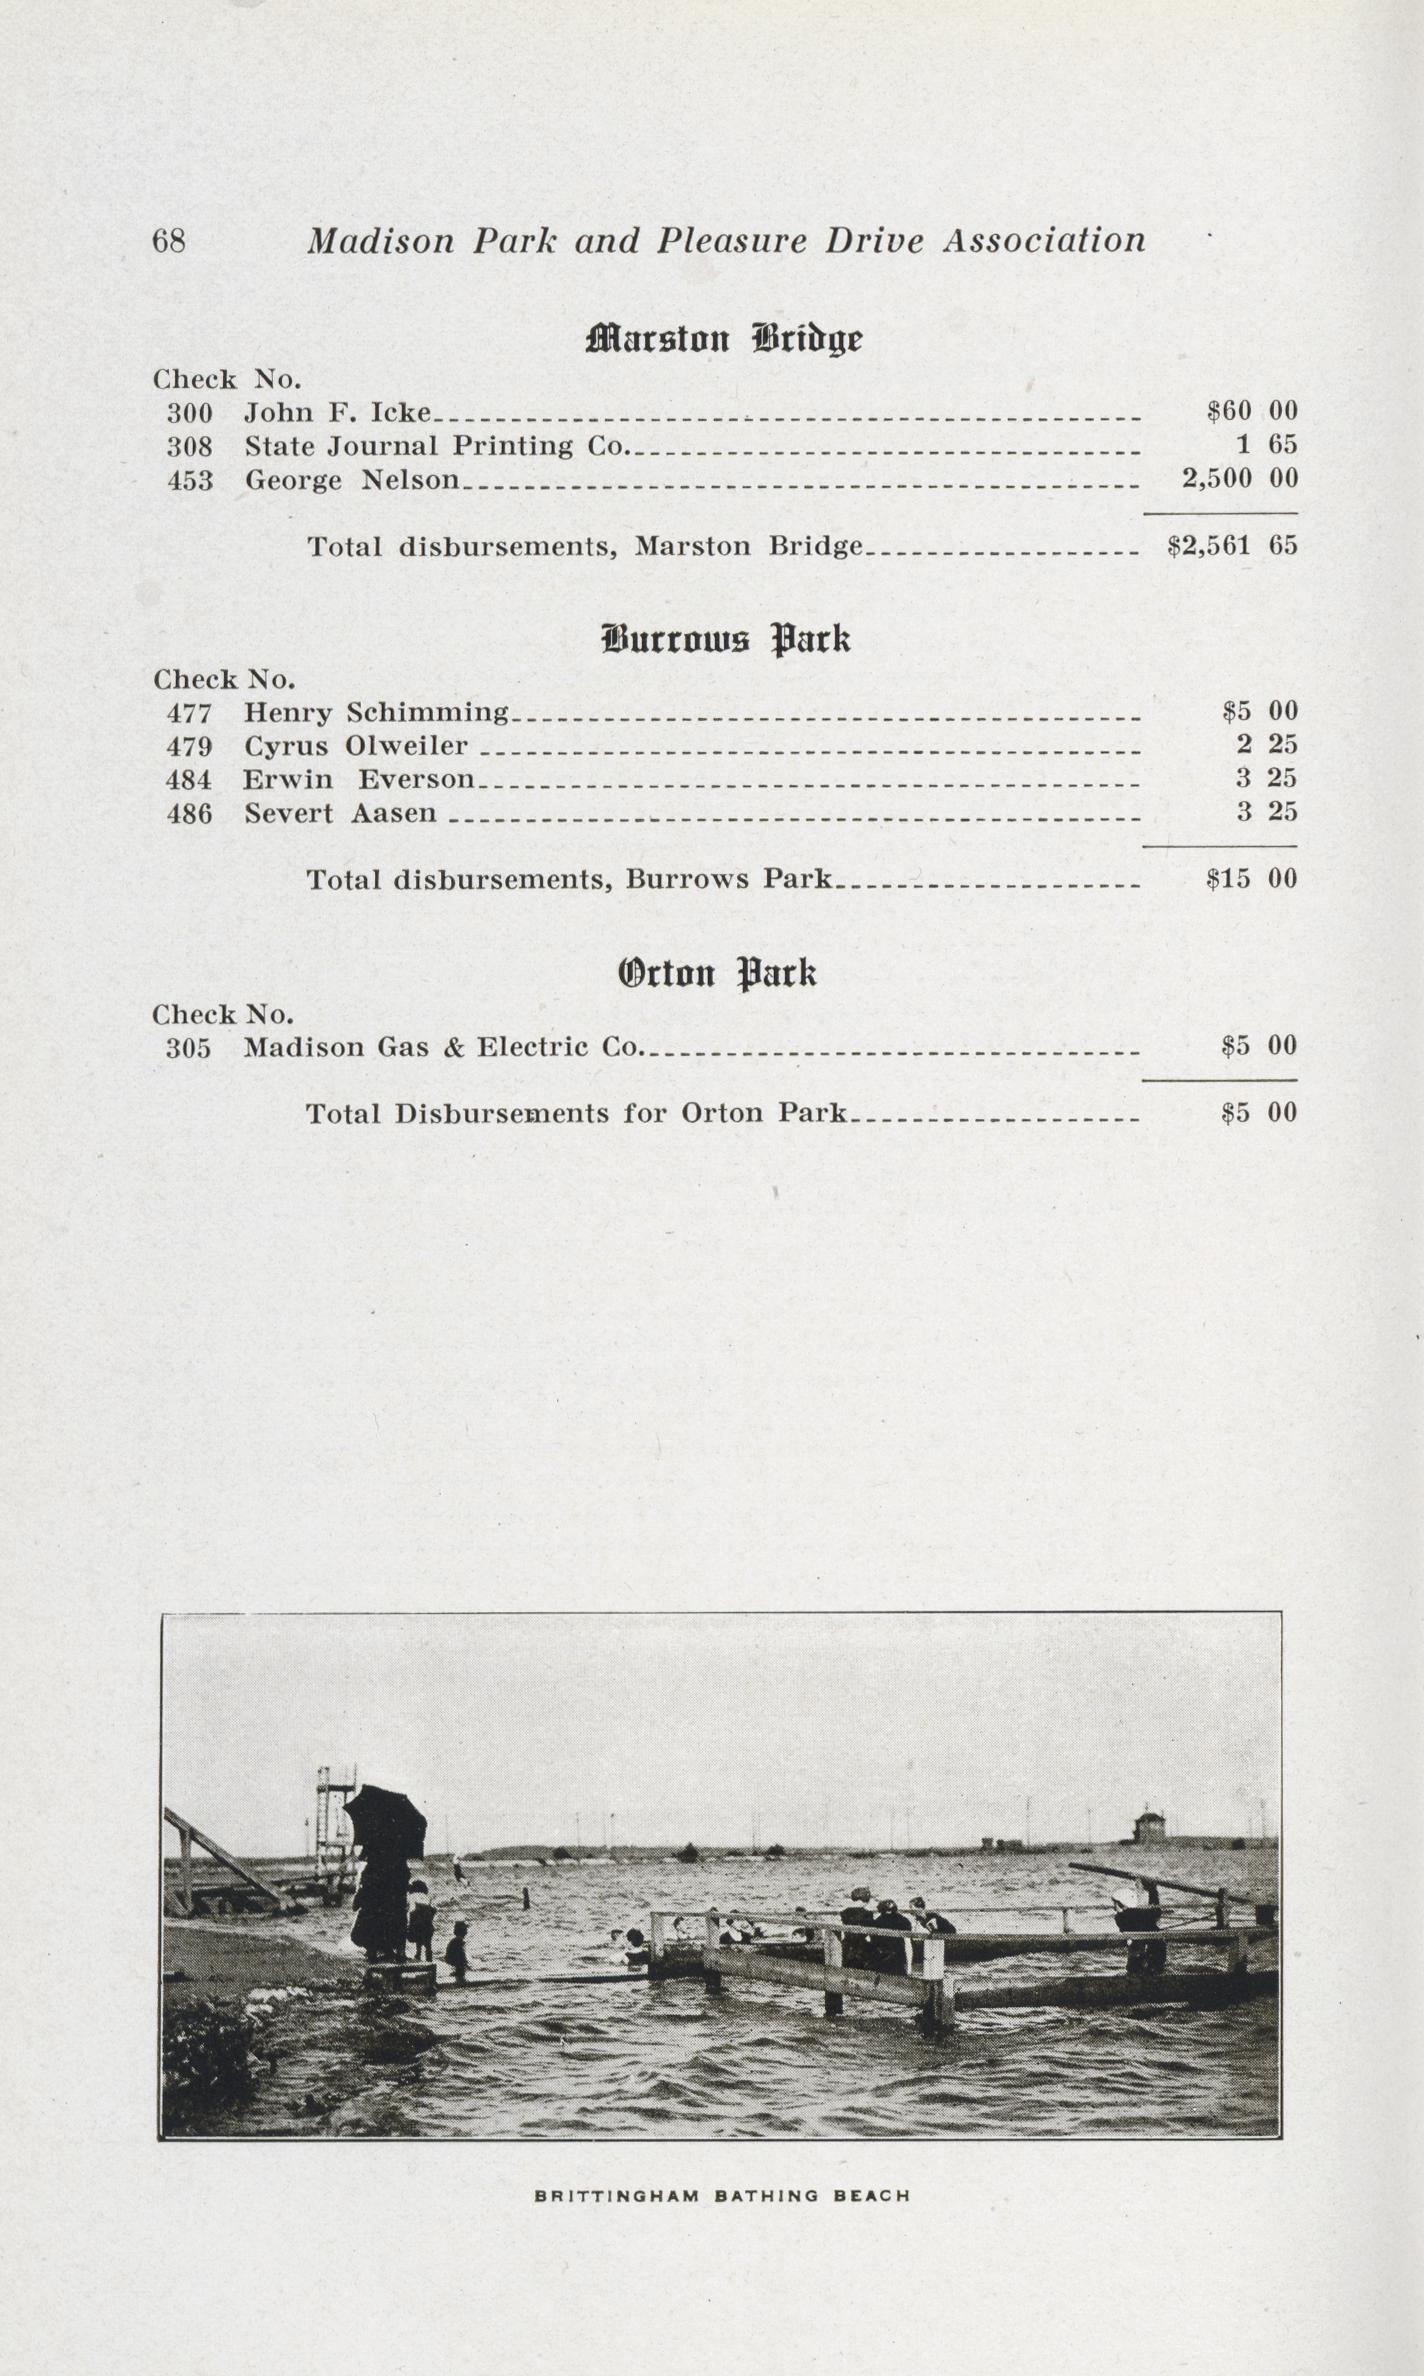 68 Madison Park and Pleasure Drive Association
Marston Bridge
Check No.
300 John F. Icke $60 00
308 State Journal Printing Co. 1 65
453 George Nelson 2,500 00
Total disbursements, Marston Bridge $2,561 65
Burrows Park
Check No.
477 Henry Schimming $5 00
479 Cyrus Olweiler 2 25
484 Erwin Everson 3 25
486 Severt Aasen 3 25
Total disbursements, Burrows Park $15 00
Orton Park
Check No.
305 Madison Gas & Electric Co. $5 00
Total Disbursements for Orton Park $5 00
BRITTINGHAM BATHING BEACH